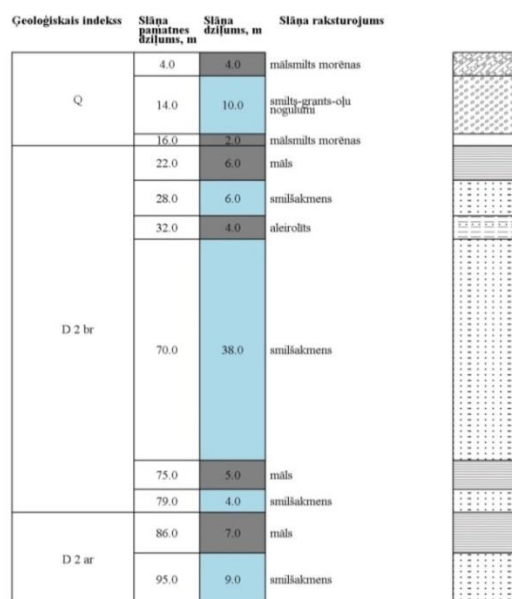 Ģeoloģiskais indekss Slāņa pamatnes dziļums, m Slāņa dziļums, m Slāņa raksturojums
Q
4.0 4.0 mālsmilts morēnas
14.0 10.0 smilts-grants-oļu nogulumi
16.0 2.0 mālsmilts morēnas
D 2 br
22.0 6.0 māls
28.0 6.0 smilšakmens
32.0 4.0 aleirolīts
70.0 38.0 smilšakmens
75.0 5.0 māls
79.0 4.0 smilšakmens
D 2 ar
86.0 7.0 māls
95.0 9.0 smilšakmens